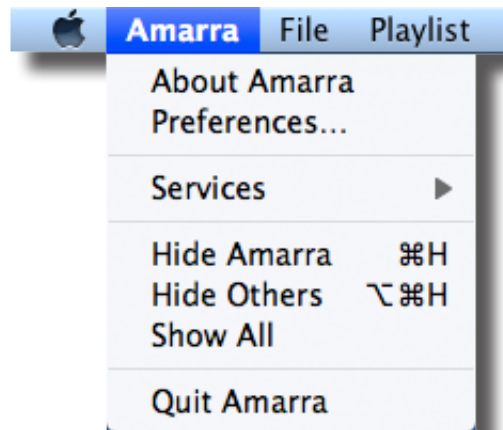 Amarra File Playlist
About Amarra
Preferences...
Services
Hide Amarra ⌘H
Hide Others ⌥⌘H
Show All
Quit Amarra